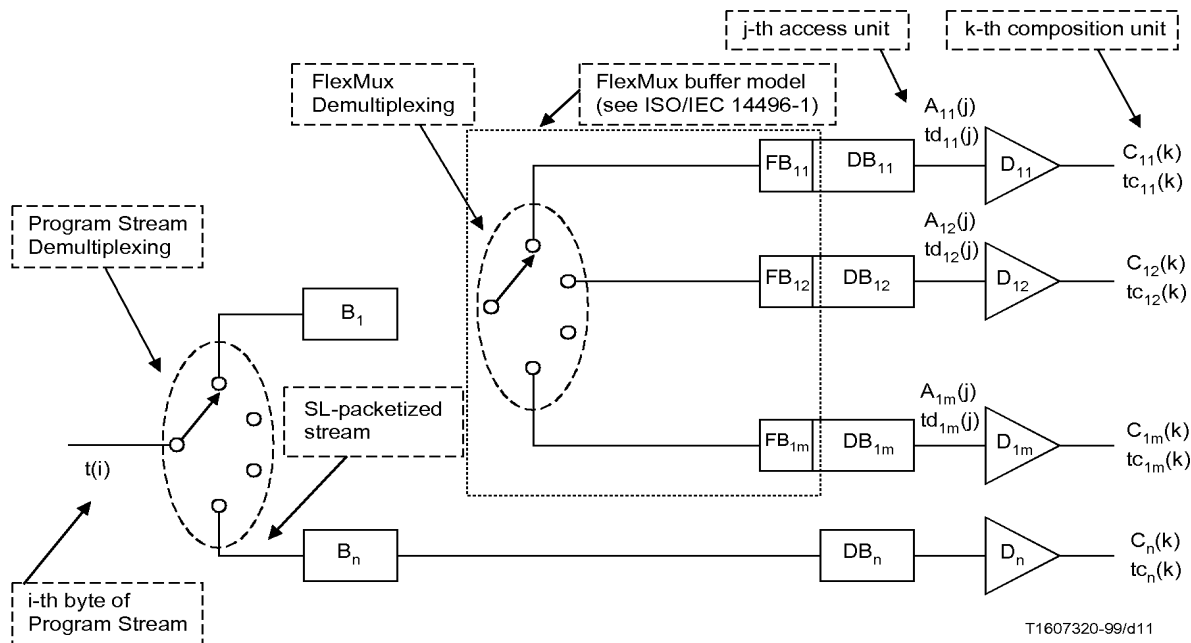 j-th access unit
k-th composition unit
FlexMux
Demultiplexing
FlexMux buffer model
(see ISO/IEC 14496-1)
A₁₁(j)
td₁₁(j)
FB₁₁
DB₁₁
D₁₁
C₁₁(k)
tc₁₁(k)
Program Stream
Demultiplexing
A₁₂(j)
td₁₂(j)
FB₁₂
DB₁₂
D₁₂
C₁₂(k)
tc₁₂(k)
B₁
SL-packetized
stream
A₁ₘ(j)
td₁ₘ(j)
FB₁ₘ
DB₁ₘ
D₁ₘ
C₁ₘ(k)
tc₁ₘ(k)
t(i)
Bₙ
DBₙ
Dₙ
Cₙ(k)
tcₙ(k)
i-th byte of
Program Stream
T1607320-99/d11